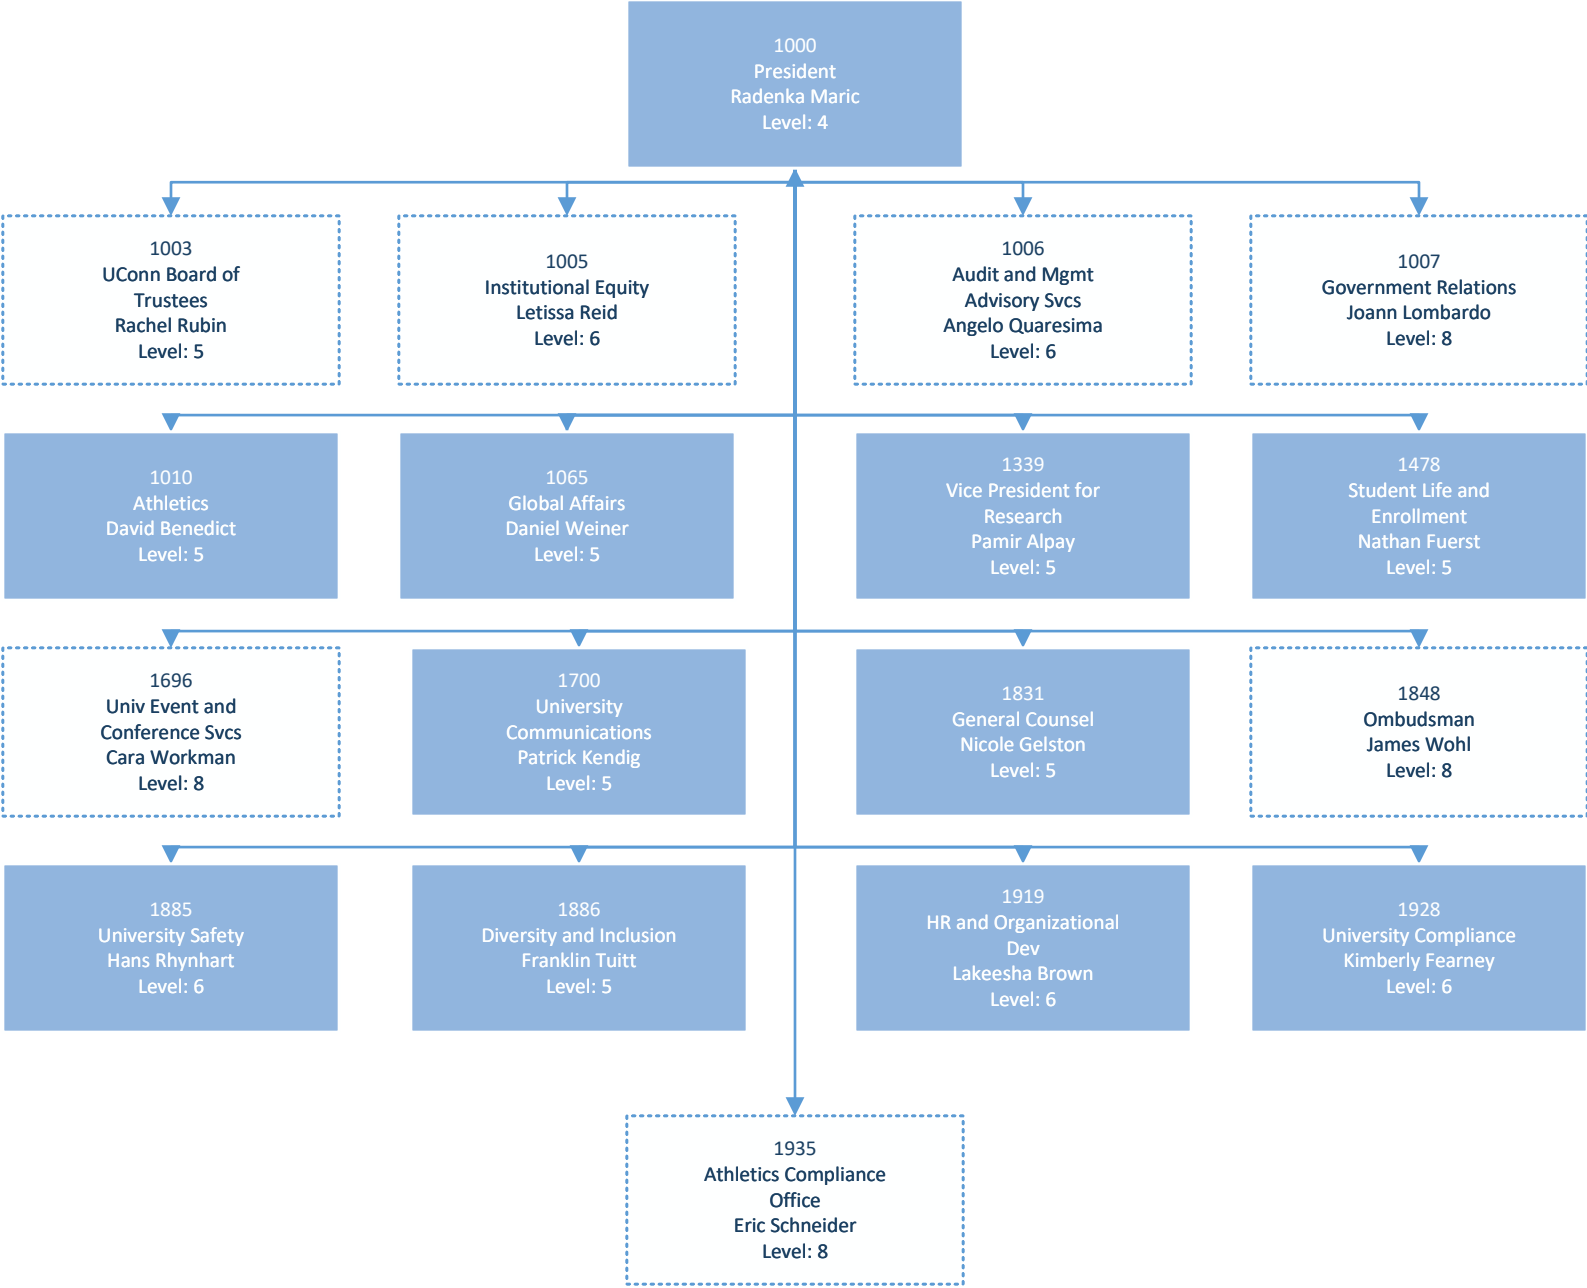 1000
President
Radenka Maric
Level: 4
1003
UConn Board of
Trustees
Rachel Rubin
Level: 5
1005
Institutional Equity
Letissa Reid
Level: 6
1006
Audit and Mgmt
Advisory Svcs
Angelo Quaresima
Level: 6
1007
Government Relations
Joann Lombardo
Level: 8
1010
Athletics
David Benedict
Level: 5
1065
Global Affairs
Daniel Weiner
Level: 5
1339
Vice President for
Research
Pamir Alpay
Level: 5
1478
Student Life and
Enrollment
Nathan Fuerst
Level: 5
1696
Univ Event and
Conference Svcs
Cara Workman
Level: 8
1700
University
Communications
Patrick Kendig
Level: 5
1831
General Counsel
Nicole Gelston
Level: 5
1848
Ombudsman
James Wohl
Level: 8
1885
University Safety
Hans Rhynhart
Level: 6
1886
Diversity and Inclusion
Franklin Tuitt
Level: 5
1919
HR and Organizational
Dev
Lakeesha Brown
Level: 6
1928
University Compliance
Kimberly Fearney
Level: 6
1935
Athletics Compliance
Office
Eric Schneider
Level: 8